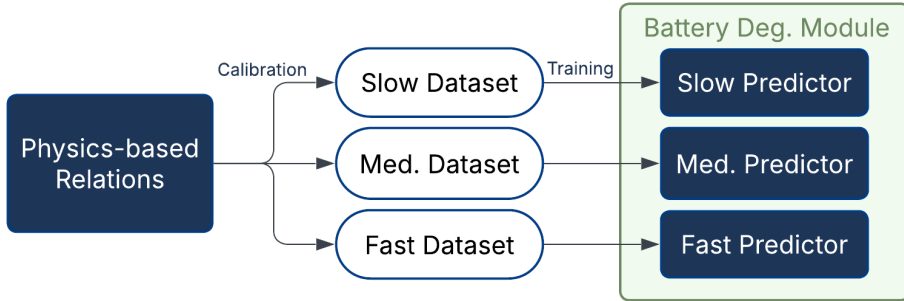 Battery Deg. Module
Calibration
Training
Slow Dataset
Slow Predictor
Physics-based
Relations
Med. Dataset
Med. Predictor
Fast Dataset
Fast Predictor